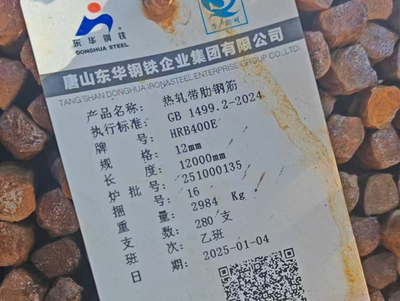 东华钢铁
DONGHUA STEEL
唐山东华钢铁企业集团有限公司
TANG SHAN DONGHUA IRON&STEEL ENTERPRISE GROUP CO.,LTD
产品名称: 热轧带肋钢筋
执行标准: GB 1499.2-2024
牌号: HRB400E
规格: 12mm
长度: 12000mm
炉批号: 251000135
捆号: 16
重量: 2984 Kg
支数: 280 支
班次: 乙班
日期: 2025-01-04